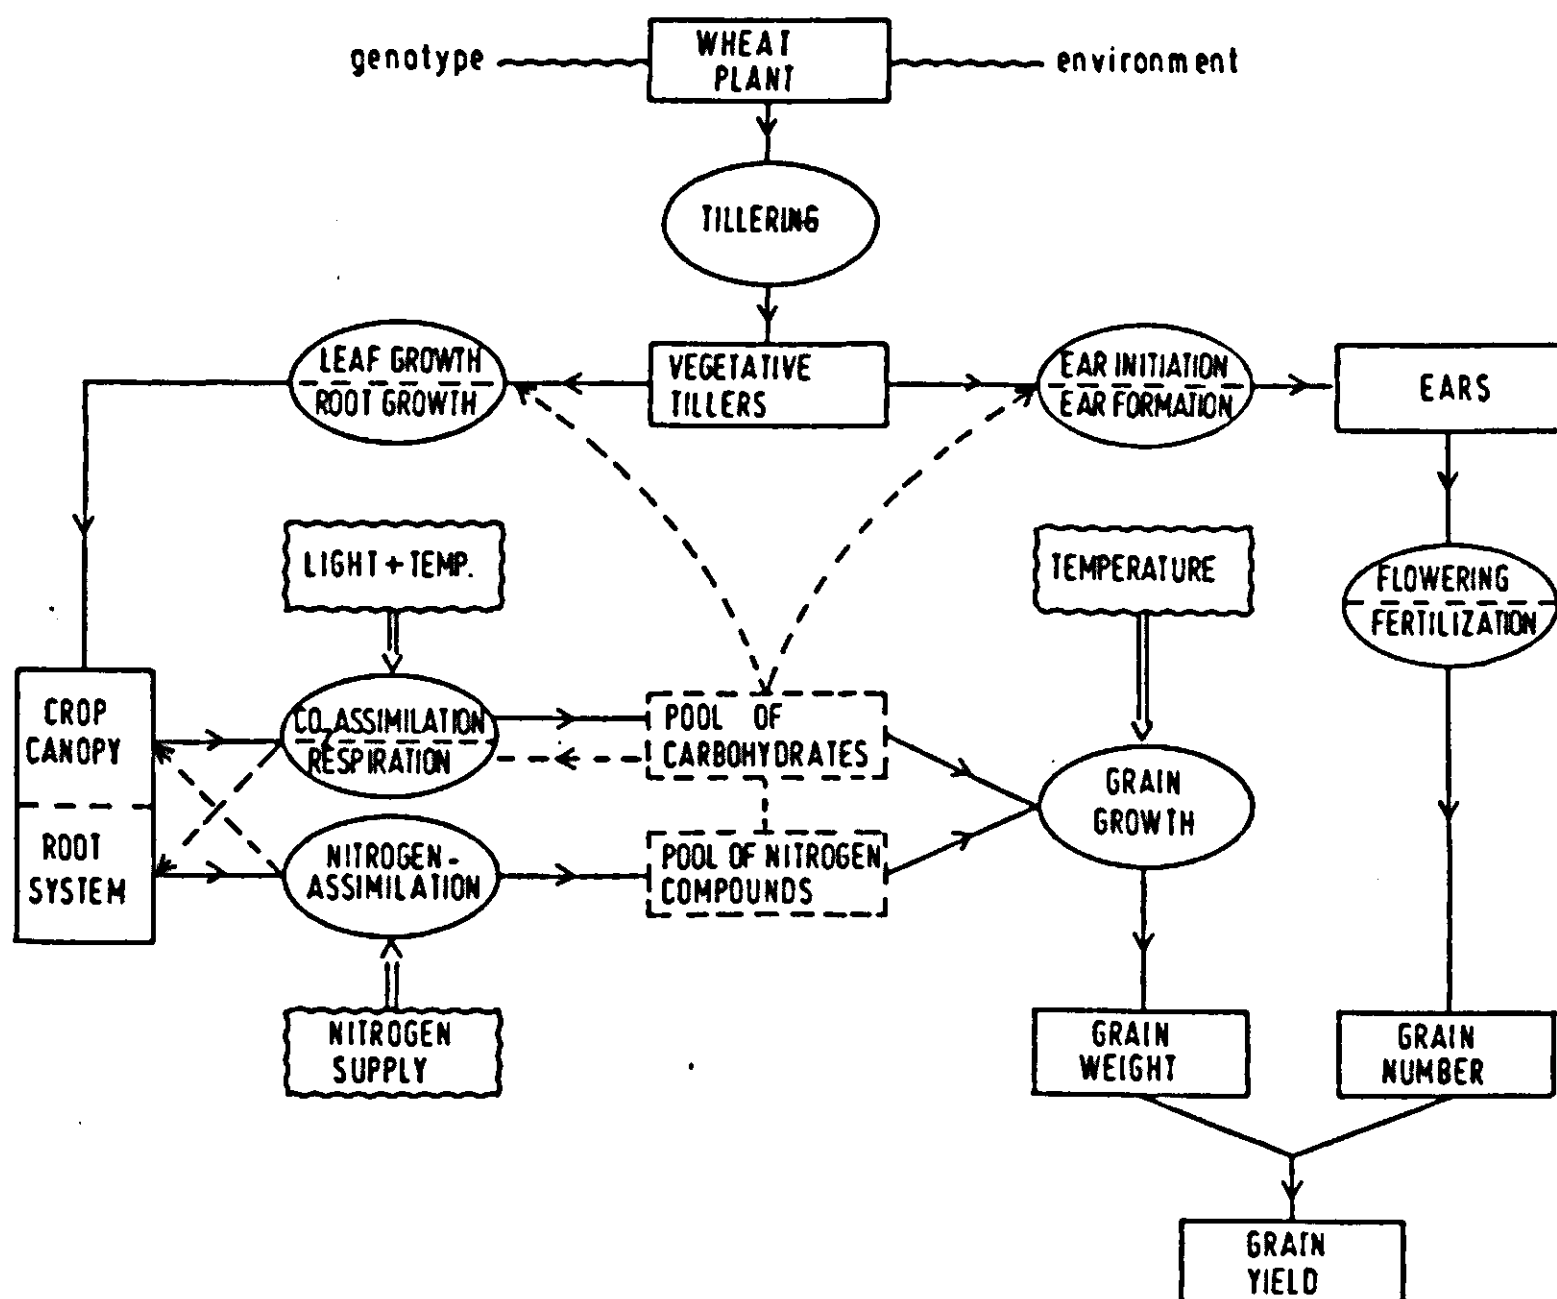 genotype
WHEAT
PLANT
environment
TILLERING
LEAF GROWTH
ROOT GROWTH
VEGETATIVE
TILLERS
EAR INITIATION
EAR FORMATION
EARS
LIGHT + TEMP.
TEMPERATURE
FLOWERING
FERTILIZATION
CROP
CANOPY
ROOT
SYSTEM
CO2 ASSIMILATION
RESPIRATION
POOL OF
CARBOHYDRATES
GRAIN
GROWTH
NITROGEN-
ASSIMILATION
POOL OF NITROGEN
COMPOUNDS
NITROGEN
SUPPLY
GRAIN
WEIGHT
GRAIN
NUMBER
GRAIN
YIELD